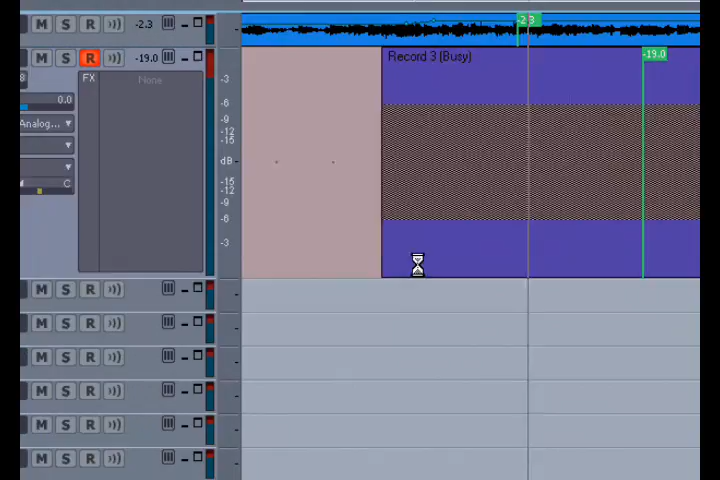 M S -2.3 -2.3
M S R -19.0 Record 3 (Busy) -19.0
8 FX None
0.0
Analog...
C
-3
-6
-9
-12
-15
dB
-15
-12
-9
-6
-3
M S R
M S R
M S R
M S R
M S R
M S R